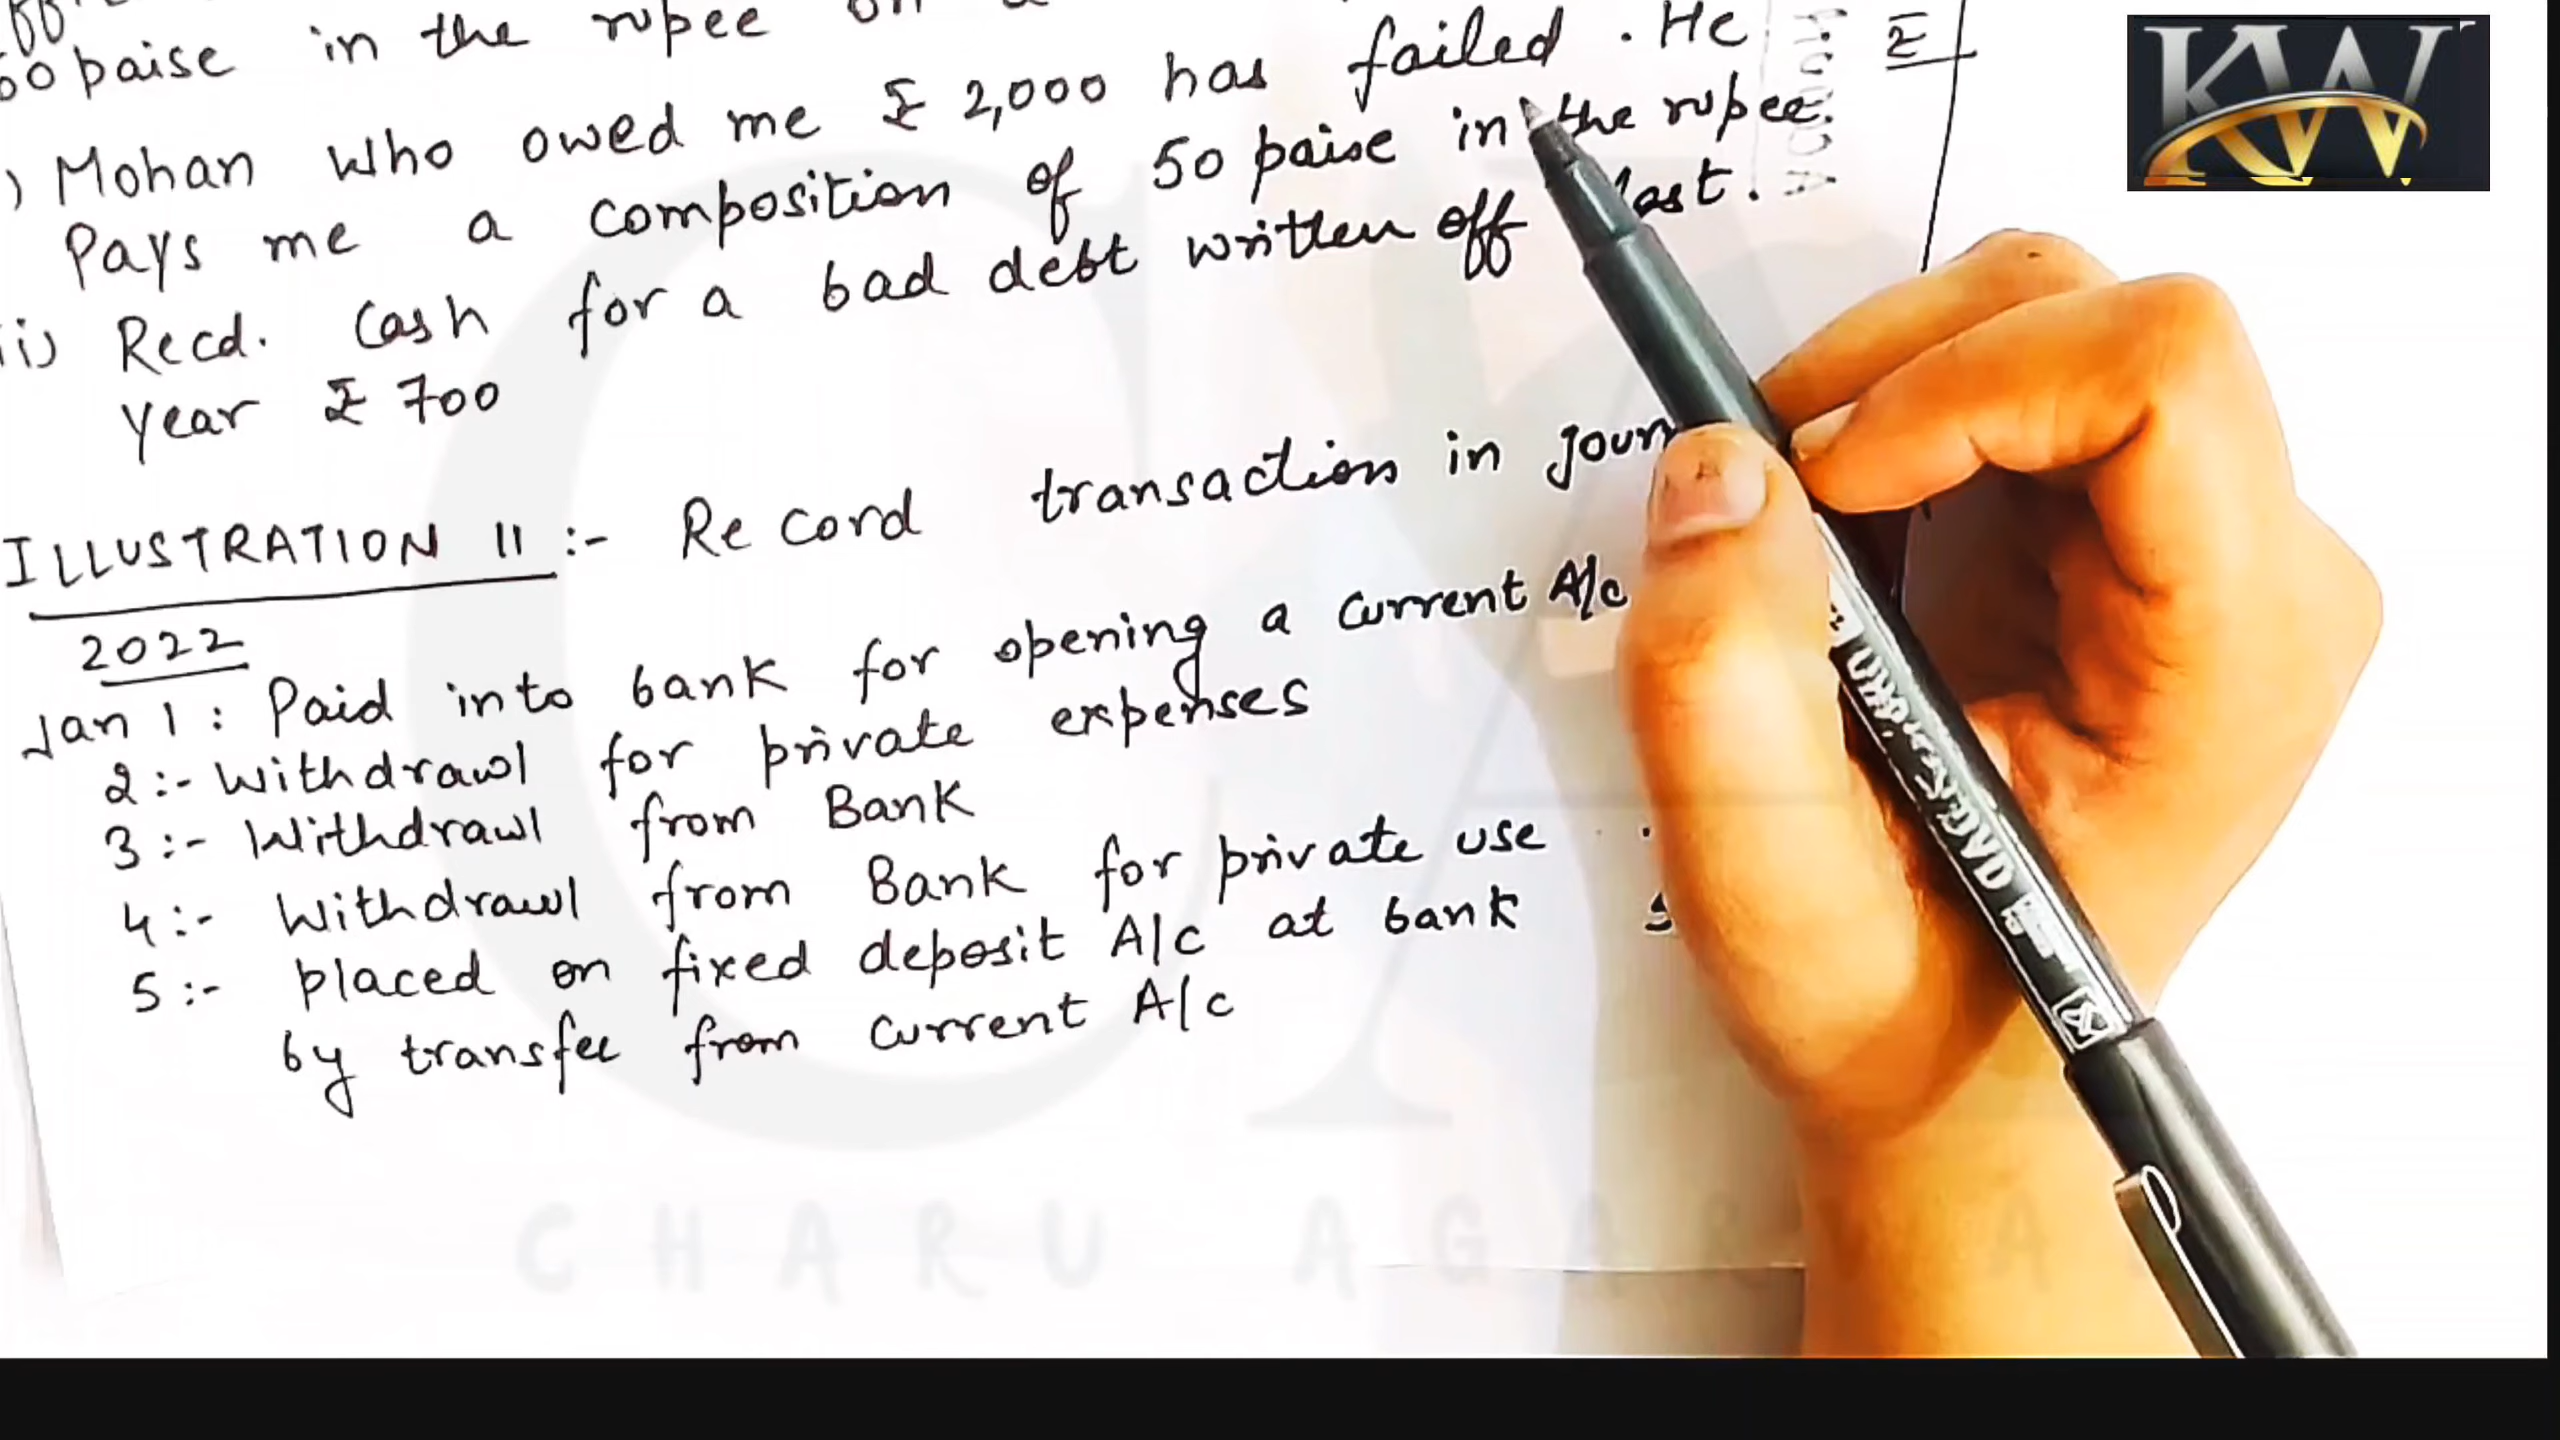 paise in the rupee
) Mohan who owed me ₹ 2,000 has failed. He
Pays me a composition of 50 paise in the rupee.
ii) Recd. Cash for a bad debt written off last.
year ₹ 700
₹
KW
ILLUSTRATION 11 :- Record transaction in Journ
2022
Jan 1 : Paid into bank for opening a current A/c
2 :- Withdrawl for private expenses
3 :- Withdrawl from Bank
4 :- Withdrawl from Bank for private use
5 :- placed on fixed deposit A/c at bank 5
by transfer from current A/c
CHARU AGARWA